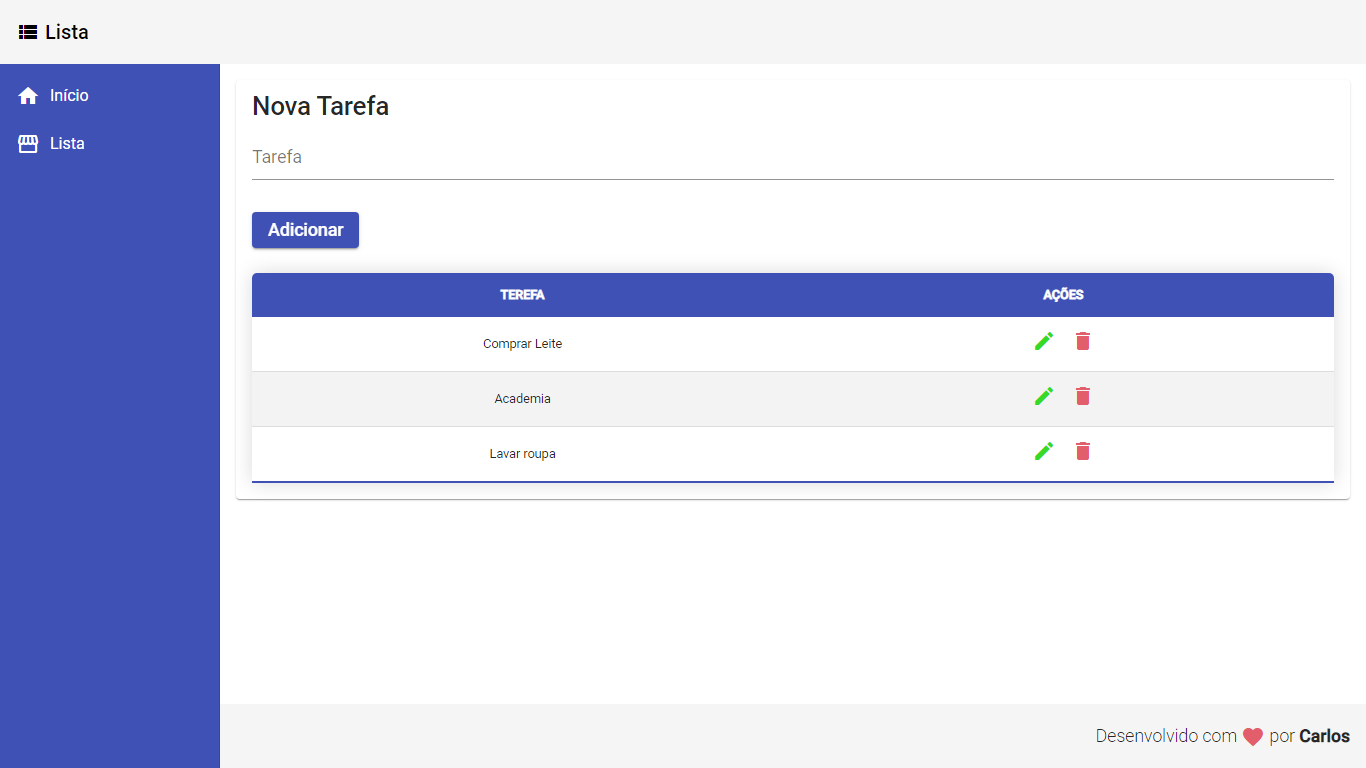 Lista
Início
Lista
Nova Tarefa
Tarefa
Adicionar
TEREFA AÇÕES
Comprar Leite
Academia
Lavar roupa
Desenvolvido com por Carlos